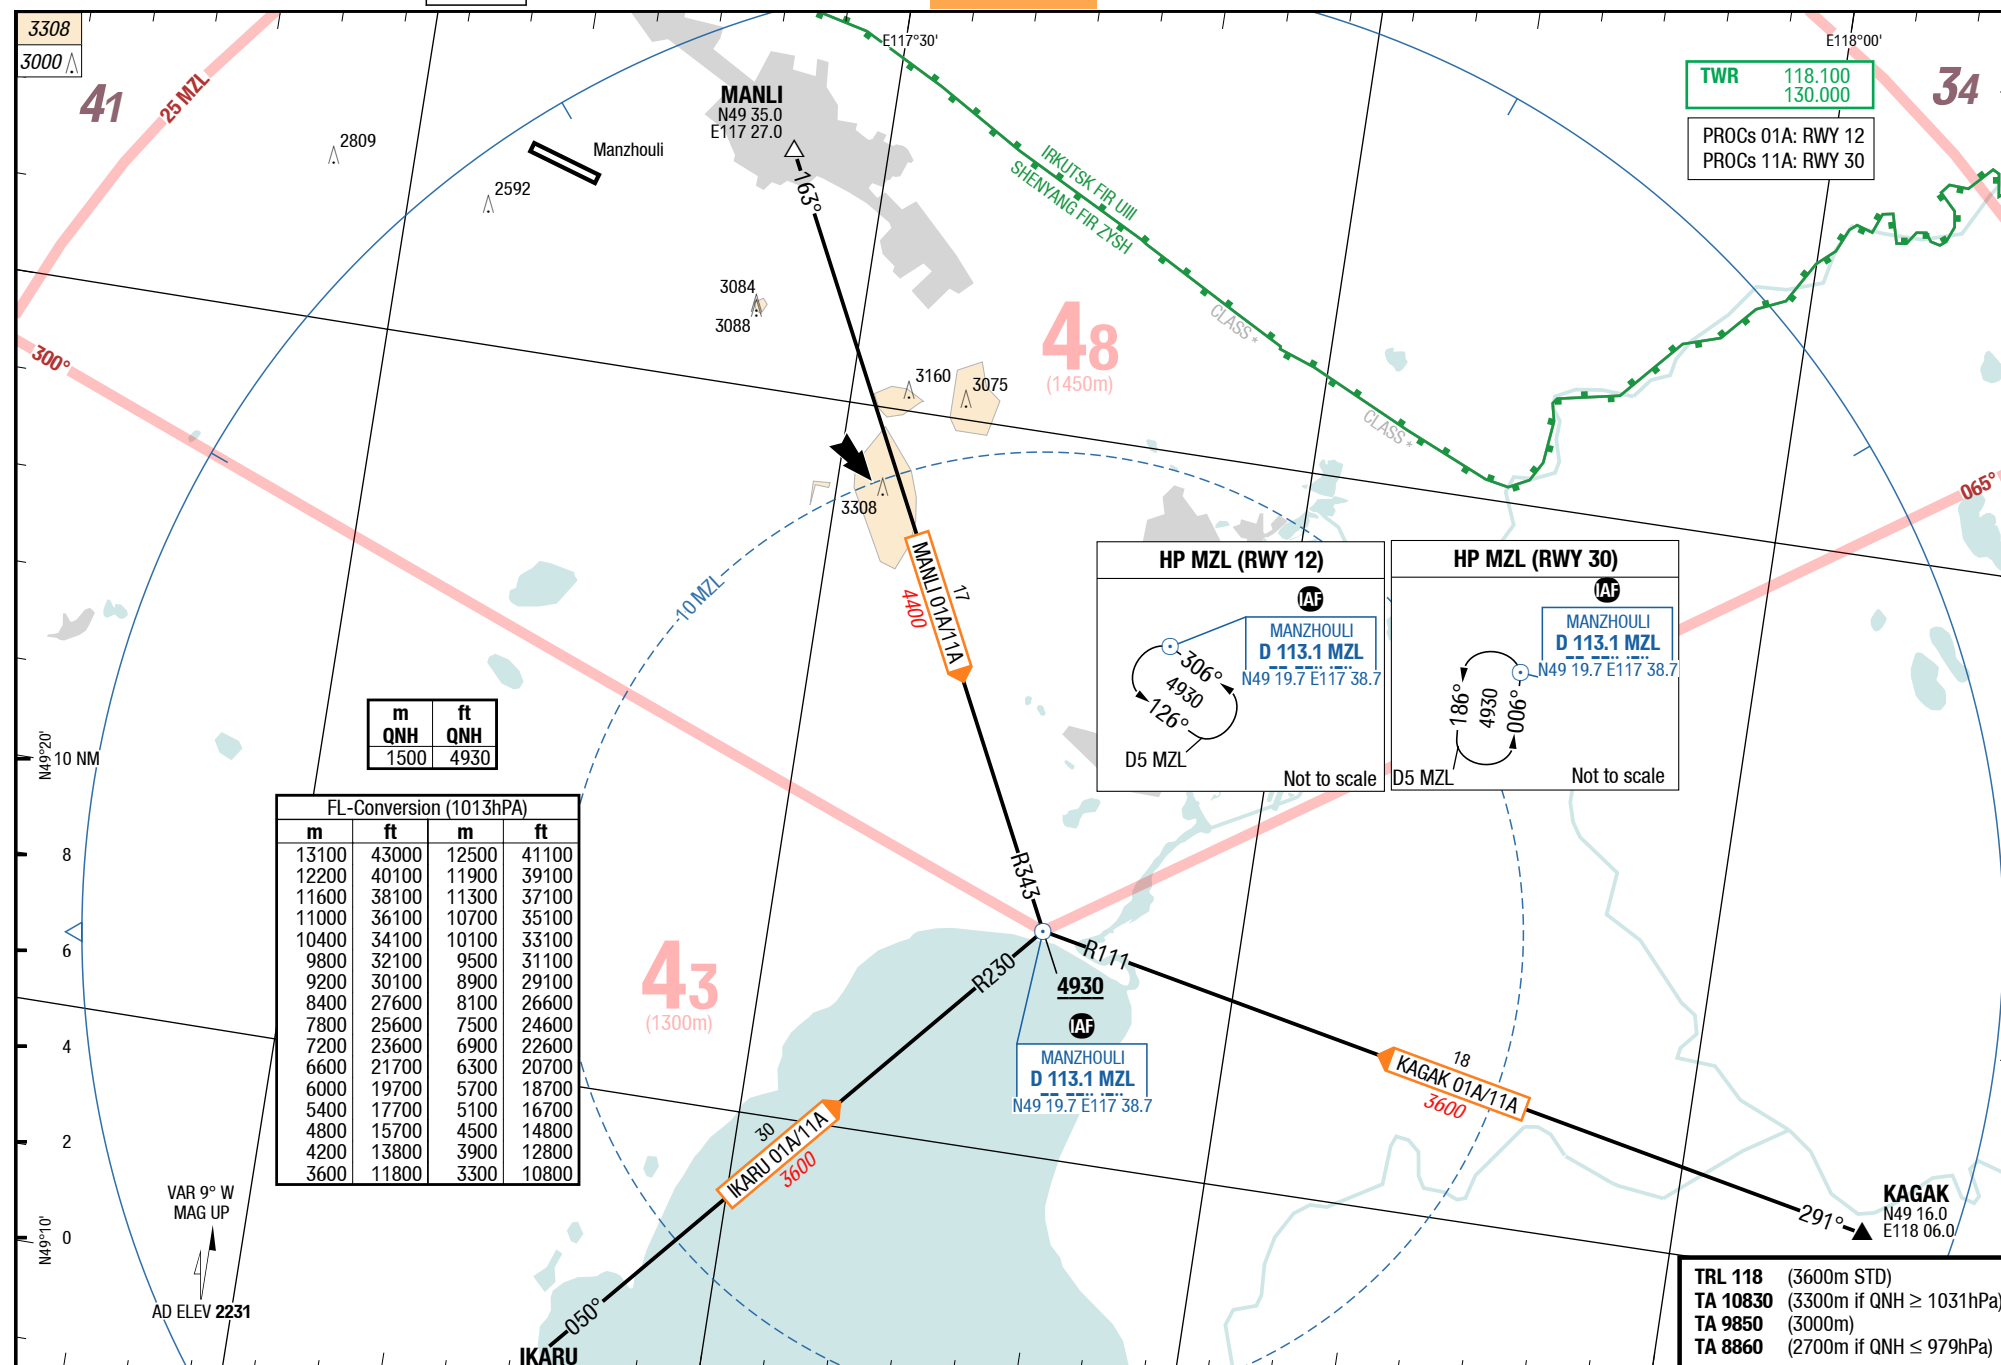 3308
3000
41
25 MZL
2809
2592
Manzhouli
MANLI
N49 35.0
E117 27.0
163°
E117°30'
E118°00'
TWR 118.100
130.000
34
PROCs 01A: RWY 12
PROCs 11A: RWY 30
IRKUTSK FIR UIII
SHENYANG FIR ZYSH
CLASS *
CLASS *
3084
3088
48
(1450m)
3160
3075
3308
300°
065°
10 MZL
MANLI 01A/11A
17
4400
HP MZL (RWY 12)
IAF
MANZHOULI
D 113.1 MZL
N49 19.7 E117 38.7
306°
4930
126°
D5 MZL
Not to scale
HP MZL (RWY 30)
IAF
MANZHOULI
D 113.1 MZL
N49 19.7 E117 38.7
186°
4930
006°
D5 MZL
Not to scale
m ft
QNH QNH
1500 4930
N49°20'
10 NM
8
6
4
2
0
N49°10'
FL-Conversion (1013hPA)
m ft m ft
13100 43000 12500 41100
12200 40100 11900 39100
11600 38100 11300 37100
11000 36100 10700 35100
10400 34100 10100 33100
9800 32100 9500 31100
9200 30100 8900 29100
8400 27600 8100 26600
7800 25600 7500 24600
7200 23600 6900 22600
6600 21700 6300 20700
6000 19700 5700 18700
5400 17700 5100 16700
4800 15700 4500 14800
4200 13800 3900 12800
3600 11800 3300 10800
R343
R230
R111
4930
IAF
MANZHOULI
D 113.1 MZL
N49 19.7 E117 38.7
43
(1300m)
30
IKARU 01A/11A
3600
18
KAGAK 01A/11A
3600
291°
KAGAK
N49 16.0
E118 06.0
VAR 9° W
MAG UP
AD ELEV 2231
050°
IKARU
TRL 118 (3600m STD)
TA 10830 (3300m if QNH ≥ 1031hPa)
TA 9850 (3000m)
TA 8860 (2700m if QNH ≤ 979hPa)